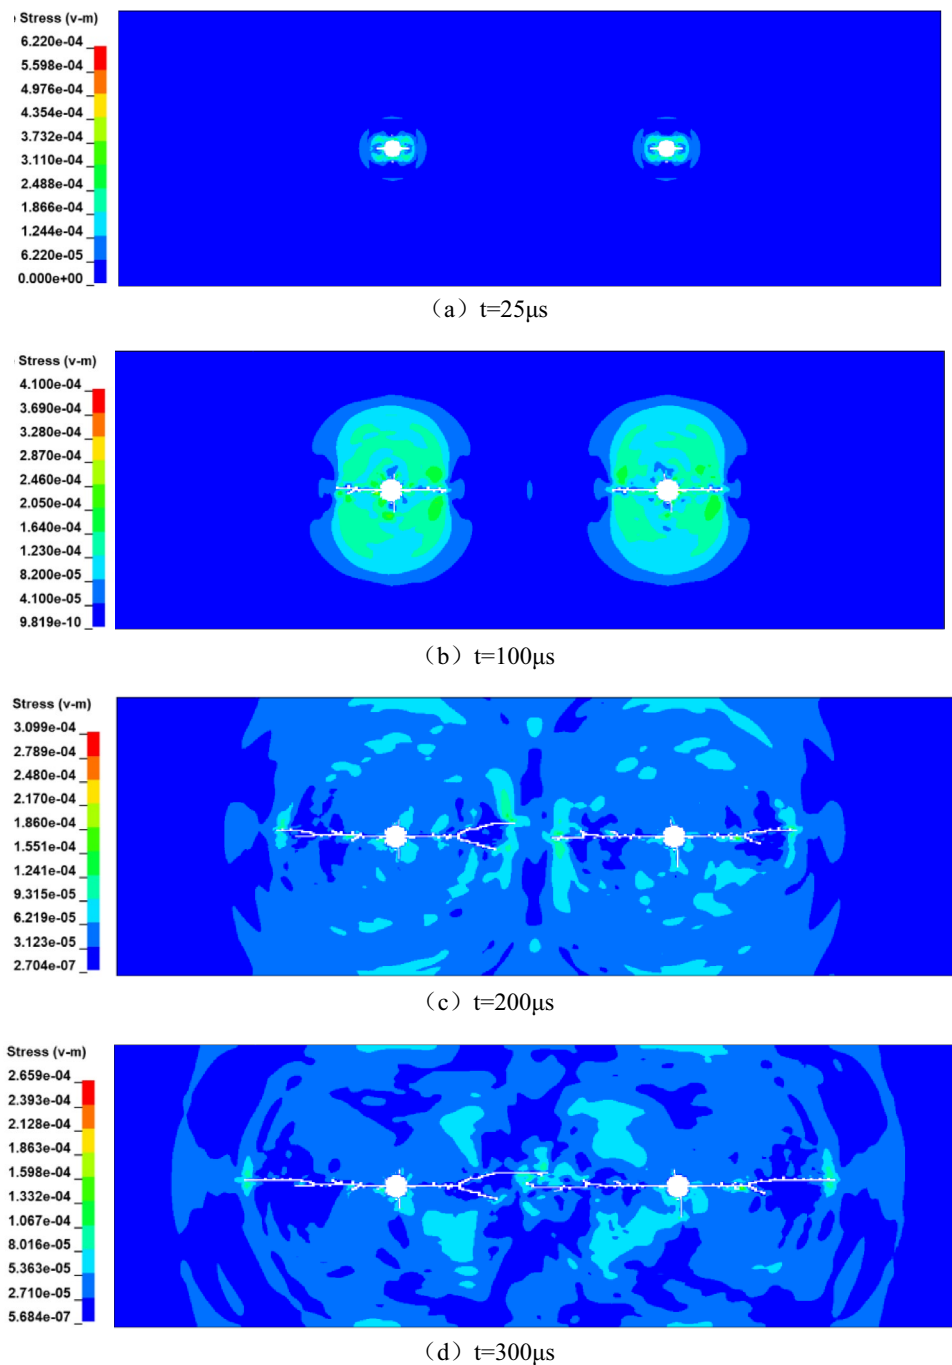 Stress (v-m)
6.220e-04
5.598e-04
4.976e-04
4.354e-04
3.732e-04
3.110e-04
2.488e-04
1.866e-04
1.244e-04
6.220e-05
0.000e+00
（a）t=25μs
Stress (v-m)
4.100e-04
3.690e-04
3.280e-04
2.870e-04
2.460e-04
2.050e-04
1.640e-04
1.230e-04
8.200e-05
4.100e-05
9.819e-10
（b）t=100μs
Stress (v-m)
3.099e-04
2.789e-04
2.480e-04
2.170e-04
1.860e-04
1.551e-04
1.241e-04
9.315e-05
6.219e-05
3.123e-05
2.704e-07
（c）t=200μs
Stress (v-m)
2.659e-04
2.393e-04
2.128e-04
1.863e-04
1.598e-04
1.332e-04
1.067e-04
8.016e-05
5.363e-05
2.710e-05
5.684e-07
（d）t=300μs